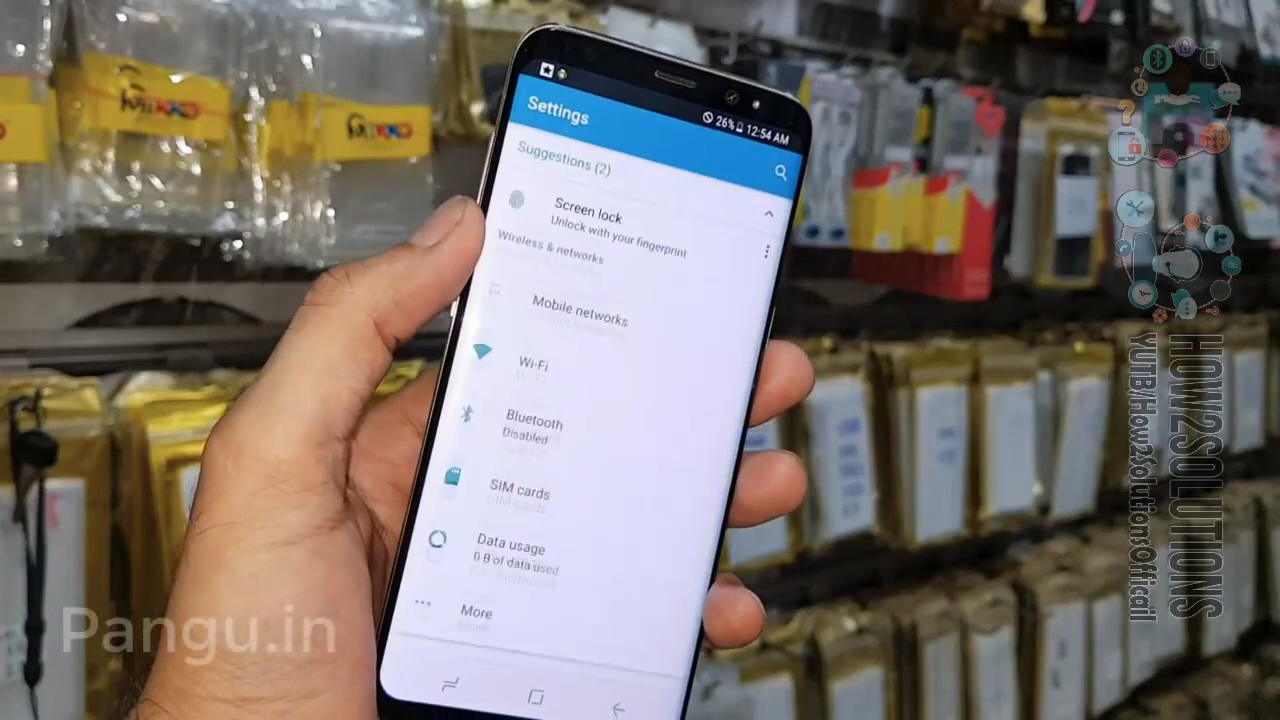 26% 12:54 AM
Settings
Suggestions (2)
Screen lock
Unlock with your fingerprint
Wireless & networks
Mobile networks
Wi-Fi
Bluetooth
Disabled
SIM cards
Data usage
0 B of data used
More
Pangu.in
HOW2SOLUTIONS
YUTB/How2SolutionsOfficail